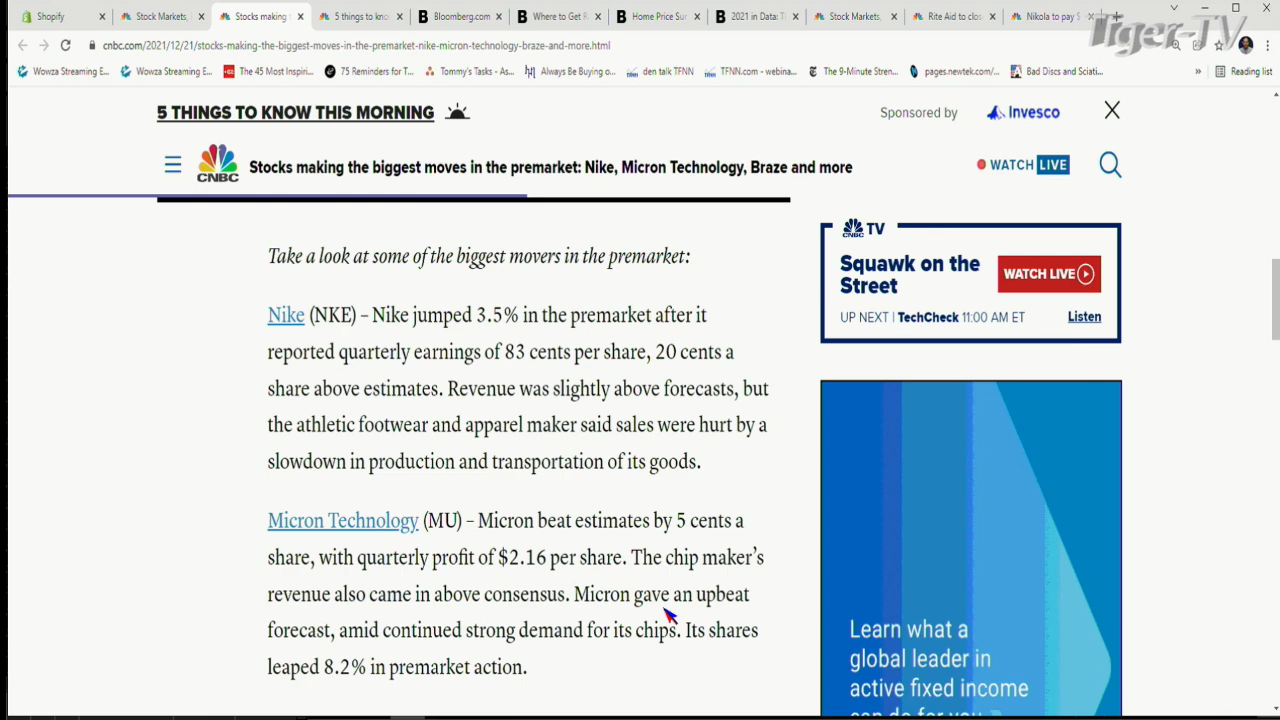 Shopify
Stock Markets,
Stocks making
5 things to kno
Bloomberg.com
Where to Get R
Home Price Su
2021 in Data: T
Stock Markets,
Rite Aid to clos
Nikola to pay $
Tiger-TV
cnbc.com/2021/12/21/stocks-making-the-biggest-moves-in-the-premarket-nike-micron-technology-braze-and-more.html
Wowza Streaming E...
Wowza Streaming E...
The 45 Most Inspiri...
75 Reminders for T...
Tommy's Tasks - As...
Always Be Buying o...
den talk TFNN
TFNN.com - webina...
The 9-Minute Stren...
pages.newtek.com/...
Bad Discs and Sciati...
»
Reading list
5 THINGS TO KNOW THIS MORNING
Sponsored by
Invesco
CNBC
Stocks making the biggest moves in the premarket: Nike, Micron Technology, Braze and more
WATCH LIVE
Take a look at some of the biggest movers in the premarket:
Nike (NKE) – Nike jumped 3.5% in the premarket after it
reported quarterly earnings of 83 cents per share, 20 cents a
share above estimates. Revenue was slightly above forecasts, but
the athletic footwear and apparel maker said sales were hurt by a
slowdown in production and transportation of its goods.
Micron Technology (MU) – Micron beat estimates by 5 cents a
share, with quarterly profit of $2.16 per share. The chip maker's
revenue also came in above consensus. Micron gave an upbeat
forecast, amid continued strong demand for its chips. Its shares
leaped 8.2% in premarket action.
CNBC TV
Squawk on the
Street
WATCH LIVE
UP NEXT | TechCheck 11:00 AM ET
Listen
Learn what a
global leader in
active fixed income
can do for you